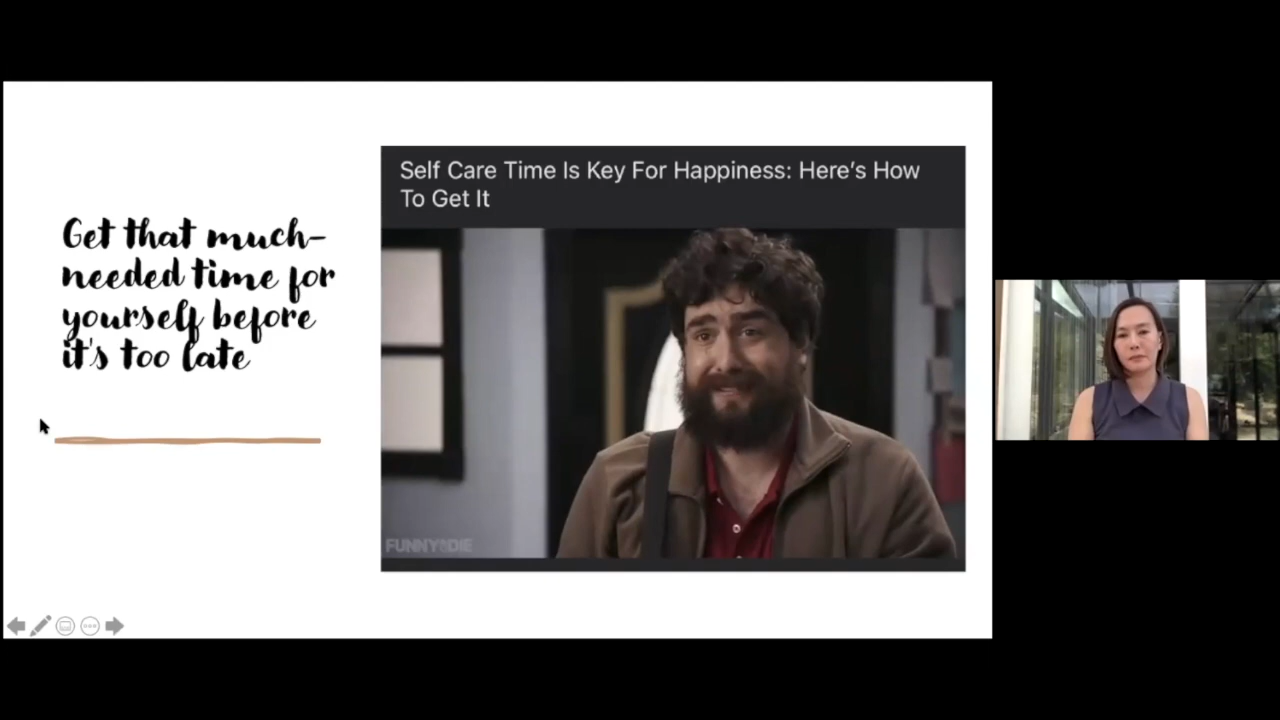 Get that much-
needed time for
yourself before
it's too late
Self Care Time Is Key For Happiness: Here's How
To Get It
FUNNY OR DIE